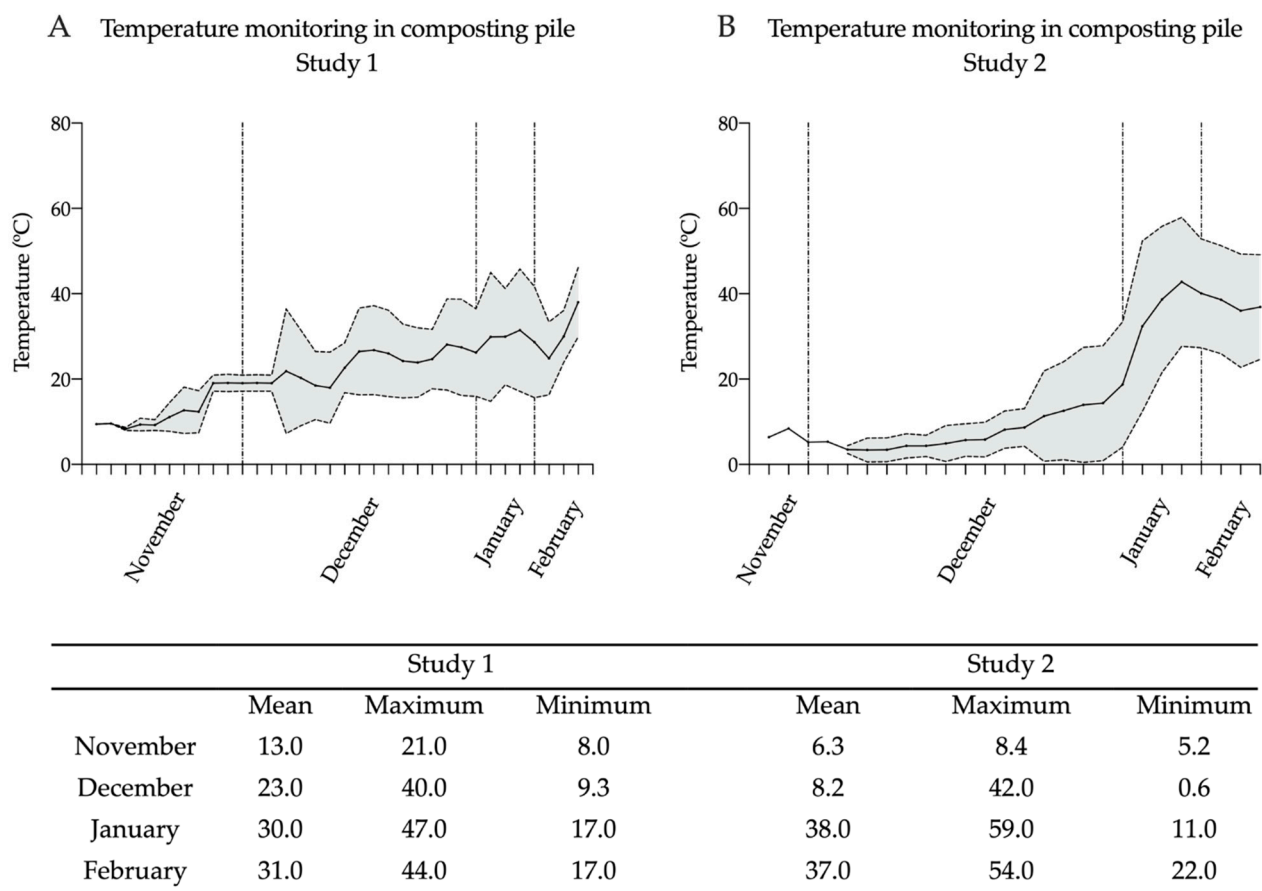 A Temperature monitoring in composting pile
Study 1
80
60
40
20
0
Temperature (ºC)
November
December
January
February
B Temperature monitoring in composting pile
Study 2
80
60
40
20
0
Temperature (ºC)
November
December
January
February
Study 1 Study 2
Mean Maximum Minimum Mean Maximum Minimum
November 13.0 21.0 8.0 6.3 8.4 5.2
December 23.0 40.0 9.3 8.2 42.0 0.6
January 30.0 47.0 17.0 38.0 59.0 11.0
February 31.0 44.0 17.0 37.0 54.0 22.0